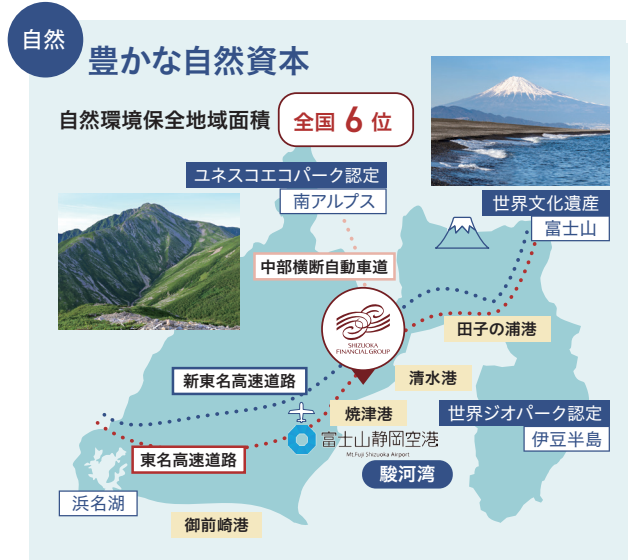 自然
豊かな自然資本
自然環境保全地域面積 全国 6 位
ユネスコエコパーク認定
南アルプス
世界文化遺産
富士山
中部横断自動車道
SHIZUOKA
FINANCIAL GROUP
田子の浦港
新東名高速道路
清水港
焼津港
世界ジオパーク認定
伊豆半島
富士山静岡空港
Mt.Fuji Shizuoka Airport
東名高速道路
駿河湾
浜名湖
御前崎港